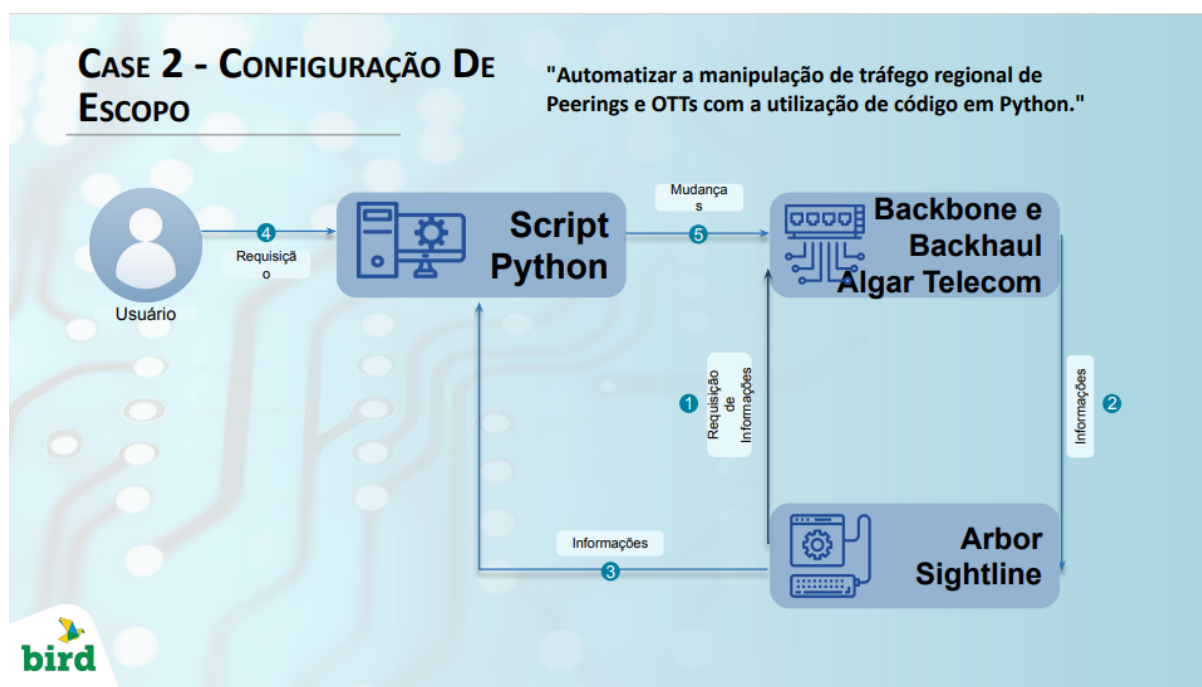 CASE 2 - CONFIGURAÇÃO DE
ESCOPO
"Automatizar a manipulação de tráfego regional de
Peerings e OTTs com a utilização de código em Python."
Usuário
4
Requisiçã
o
Script
Python
Mudança
s
5
Backbone e
Backhaul
Algar Telecom
1
Requisição
de
Informações
Informações
2
Informações
3
Arbor
Sightline
bird